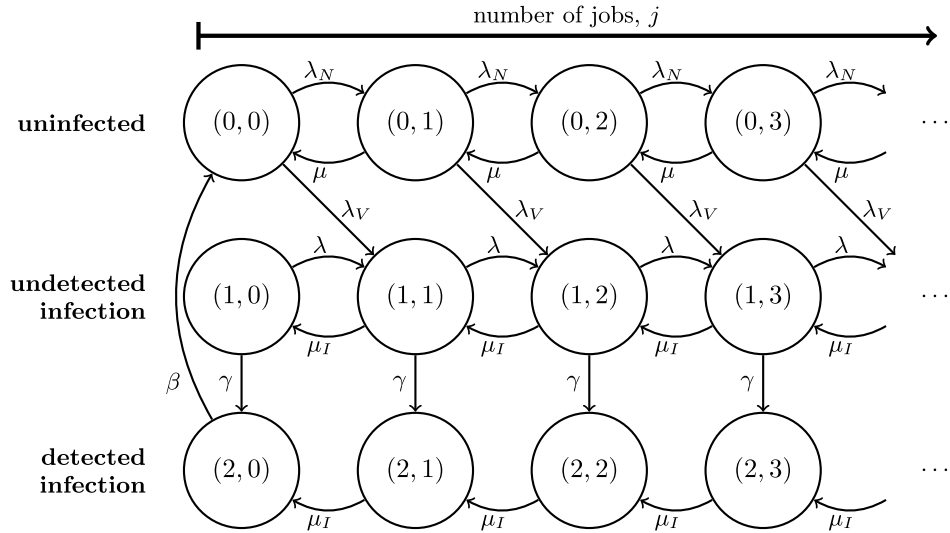 number of jobs, j
λ_N λ_N λ_N λ_N
uninfected (0, 0) (0, 1) (0, 2) (0, 3) ...
μ μ μ μ
λ_V λ_V λ_V λ_V
λ λ λ λ
undetected
infection (1, 0) (1, 1) (1, 2) (1, 3) ...
μ_I μ_I μ_I μ_I
β γ γ γ γ
detected
infection (2, 0) (2, 1) (2, 2) (2, 3) ...
μ_I μ_I μ_I μ_I